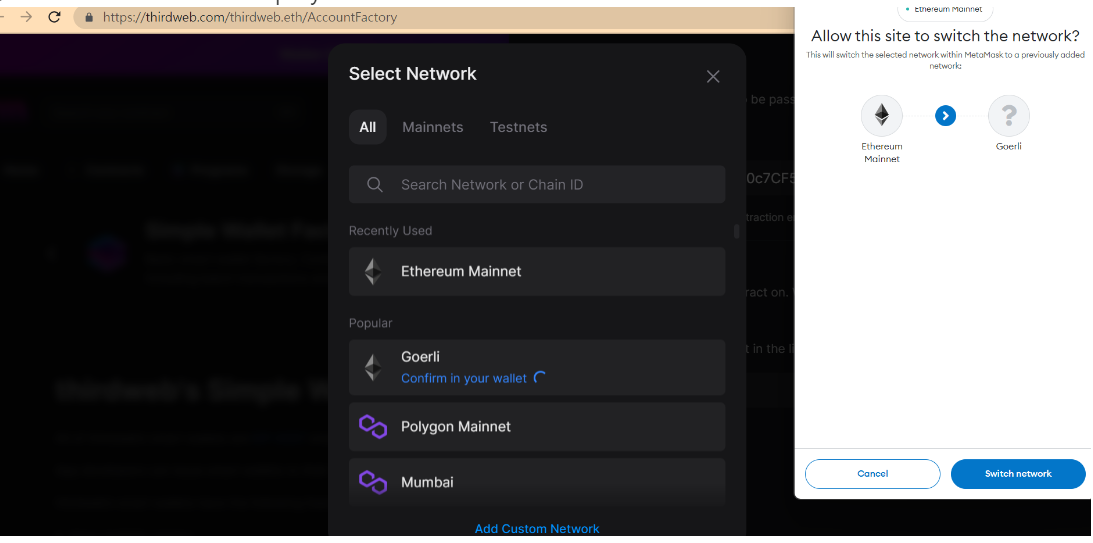 https://thirdweb.com/thirdweb.eth/AccountFactory
Select Network
All
Mainnets
Testnets
Search Network or Chain ID
Recently Used
Ethereum Mainnet
Popular
Goerli
Confirm in your wallet
Polygon Mainnet
Mumbai
Add Custom Network
be pass
0c7CF5
traction e
ract on.
t in the li
thirdweb's Simple W
Ethereum Mainnet
Allow this site to switch the network?
This will switch the selected network within MetaMask to a previously added
network:
Ethereum
Mainnet
Goerli
Cancel
Switch network